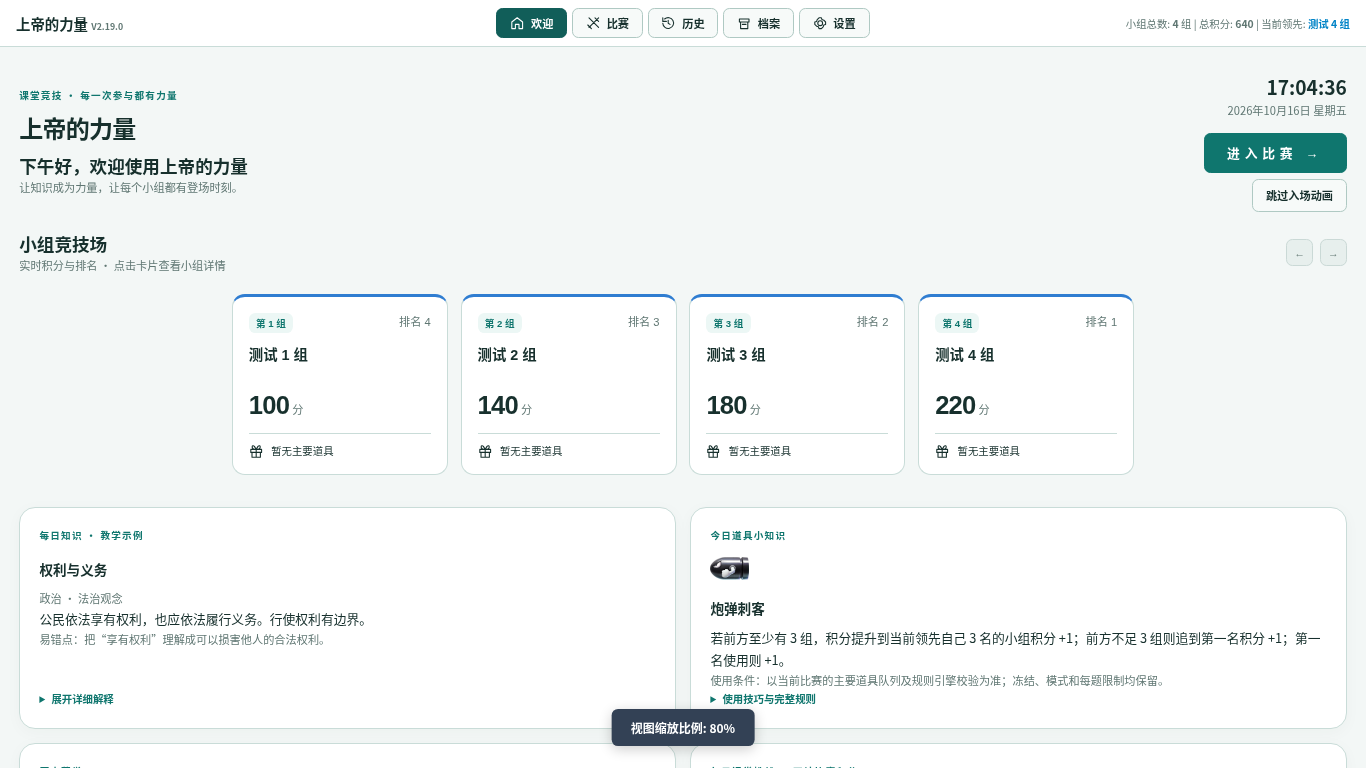 上帝的力量 V2.19.0
欢迎
比赛
历史
档案
设置
小组总数: 4 组 | 总积分: 640 | 当前领先: 测试 4 组
课堂竞技 · 每一次参与都有力量
上帝的力量
下午好，欢迎使用上帝的力量
让知识成为力量，让每个小组都有登场时刻。
17:04:36
2026年10月16日 星期五
进入比赛 →
跳过入场动画
小组竞技场
实时积分与排名 · 点击卡片查看小组详情
← →
第 1 组 排名 4
测试 1 组
100 分
暂无主要道具
第 2 组 排名 3
测试 2 组
140 分
暂无主要道具
第 3 组 排名 2
测试 3 组
180 分
暂无主要道具
第 4 组 排名 1
测试 4 组
220 分
暂无主要道具
每日知识 · 教学示例
权利与义务
政治 · 法治观念
公民依法享有权利，也应依法履行义务。行使权利有边界。
易错点：把“享有权利”理解成可以损害他人的合法权利。
▶ 展开详细解释
今日道具小知识
炮弹刺客
若前方至少有 3 组，积分提升到当前领先自己 3 名的小组积分 +1；前方不足 3 组则追到第一名积分 +1；第一
名使用则 +1。
使用条件：以当前比赛的主要道具队列及规则引擎校验为准；冻结、模式和每题限制均保留。
▶ 使用技巧与完整规则
视图缩放比例: 80%